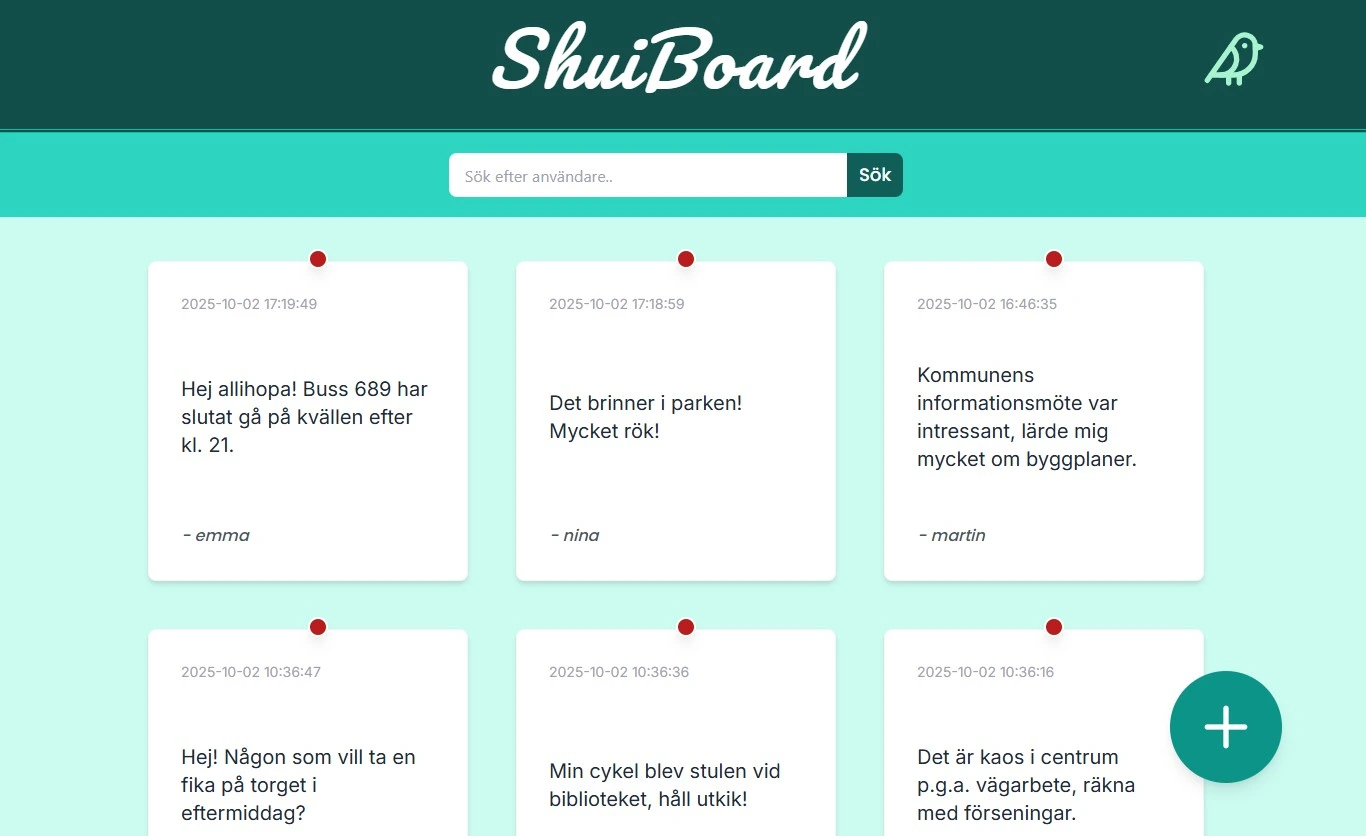 ShuiBoard
Sök efter användare..
Sök
2025-10-02 17:19:49
Hej allihopa! Buss 689 har
slutat gå på kvällen efter
kl. 21.
- emma
2025-10-02 17:18:59
Det brinner i parken!
Mycket rök!
- nina
2025-10-02 16:46:35
Kommunens
informationsmöte var
intressant, lärde mig
mycket om byggplaner.
- martin
2025-10-02 10:36:47
Hej! Någon som vill ta en
fika på torget i
eftermiddag?
2025-10-02 10:36:36
Min cykel blev stulen vid
biblioteket, håll utkik!
2025-10-02 10:36:16
Det är kaos i centrum
p.g.a. vägarbete, räkna
med förseningar.